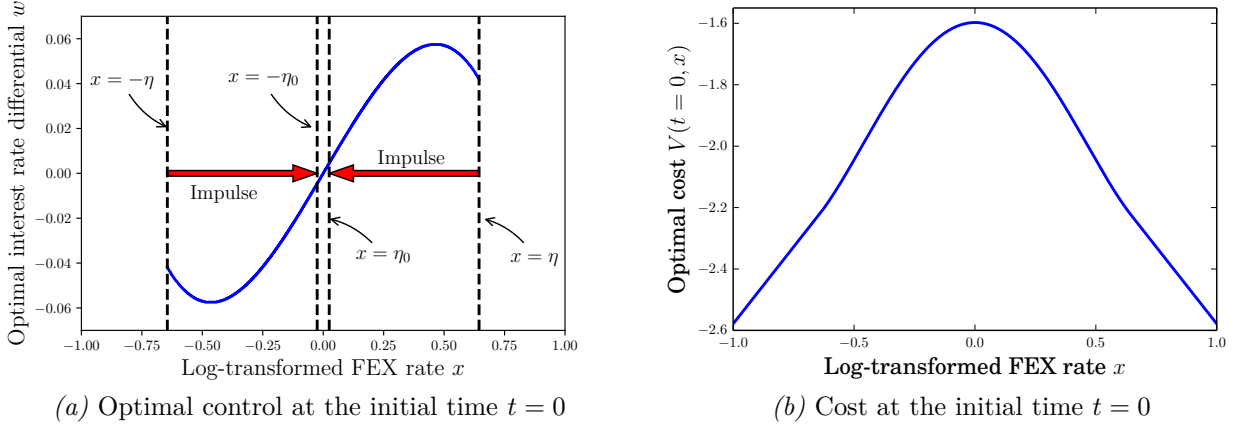 Optimal interest rate differential w
0.06
0.04
0.02
0.00
−0.02
−0.04
−0.06
x = −η
x = −η₀
Impulse
Impulse
x = η₀
x = η
−1.00 −0.75 −0.50 −0.25 0.00 0.25 0.50 0.75 1.00
Log-transformed FEX rate x
(a) Optimal control at the initial time t = 0
Optimal cost V(t = 0, x)
−1.6
−1.8
−2.0
−2.2
−2.4
−2.6
−1.0 −0.5 0.0 0.5 1.0
Log-transformed FEX rate x
(b) Cost at the initial time t = 0